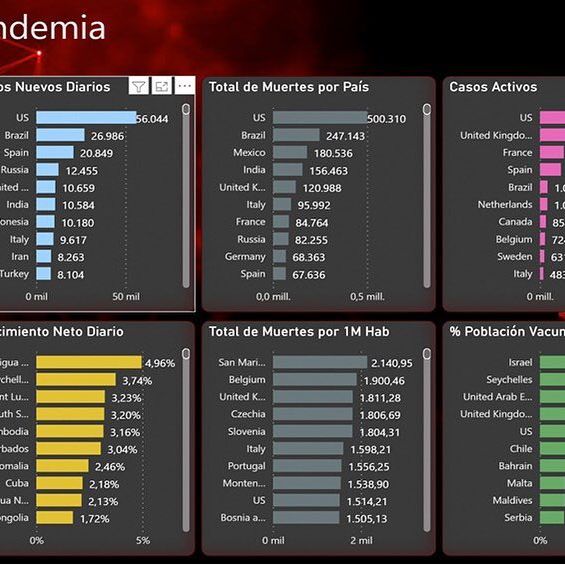 ndemia
os Nuevos Diarios
US 56.044
Brazil 26.986
Spain 20.849
Russia 12.455
ited ... 10.659
India 10.584
onesia 10.180
Italy 9.617
Iran 8.263
Turkey 8.104
0 mil 50 mil
Total de Muertes por País
US 500.310
Brazil 247.143
Mexico 180.536
India 156.463
United K... 120.988
Italy 95.992
France 84.764
Russia 82.255
Germany 68.363
Spain 67.636
0,0 mill. 0,5 mill.
Casos Activos
US
United Kingdo...
France
Spain
Brazil 1.0
Netherlands 1.0
Canada 85
Belgium 724
Sweden 631
Italy 483
0 mill.
cimiento Neto Diario
igua ... 4,96%
ychell... 3,74%
nt Lu... 3,23%
uth S... 3,20%
mbodia 3,16%
rbados 3,04%
omalia 2,46%
Cuba 2,18%
ua N... 2,13%
ongolia 1,72%
0% 5%
Total de Muertes por 1M Hab
San Mari... 2.140,95
Belgium 1.900,46
United K... 1.811,28
Czechia 1.806,69
Slovenia 1.804,31
Italy 1.598,21
Portugal 1.556,25
Monten... 1.538,90
US 1.514,21
Bosnia a... 1.505,13
0 mil 2 mil
% Población Vacun
Israel
Seychelles
United Arab E...
United Kingdo...
US
Chile
Bahrain
Malta
Maldives
Serbia
0%